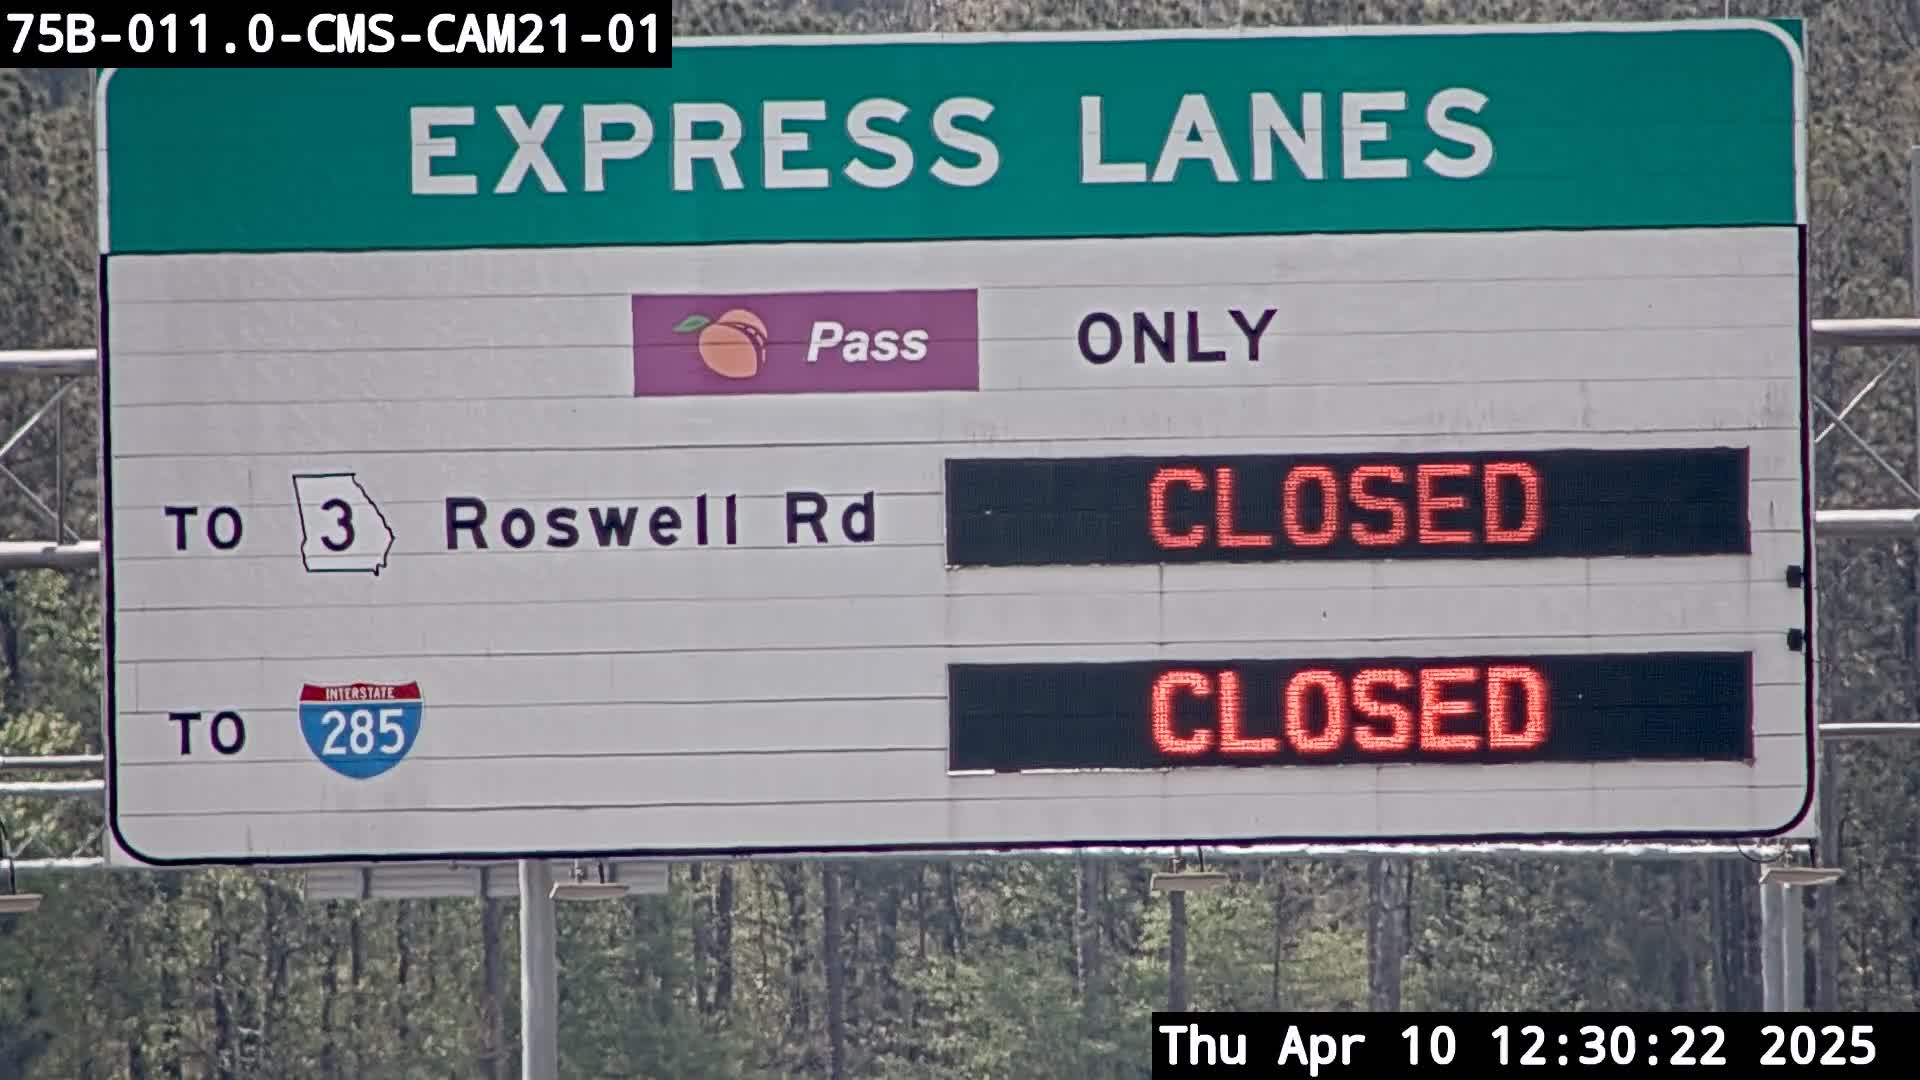 75B-011.0-CMS-CAM21-01
EXPRESS LANES
Pass ONLY
TO 3 Roswell Rd CLOSED
INTERSTATE
TO 285 CLOSED
Thu Apr 10 12:30:22 2025